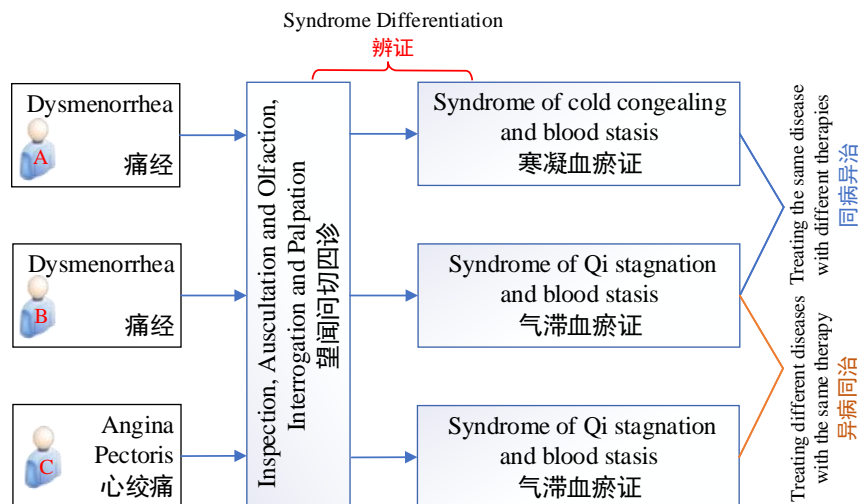 Syndrome Differentiation
辨证
Dysmenorrhea
A
痛经
Dysmenorrhea
B
痛经
Angina
Pectoris
C
心绞痛
Inspection, Auscultation and Olfaction,
Interrogation and Palpation
望闻问切四诊
Syndrome of cold congealing
and blood stasis
寒凝血瘀证
Syndrome of Qi stagnation
and blood stasis
气滞血瘀证
Syndrome of Qi stagnation
and blood stasis
气滞血瘀证
Treating the same disease
with different therapies
同病异治
Treating different diseases
with the same therapy
异病同治